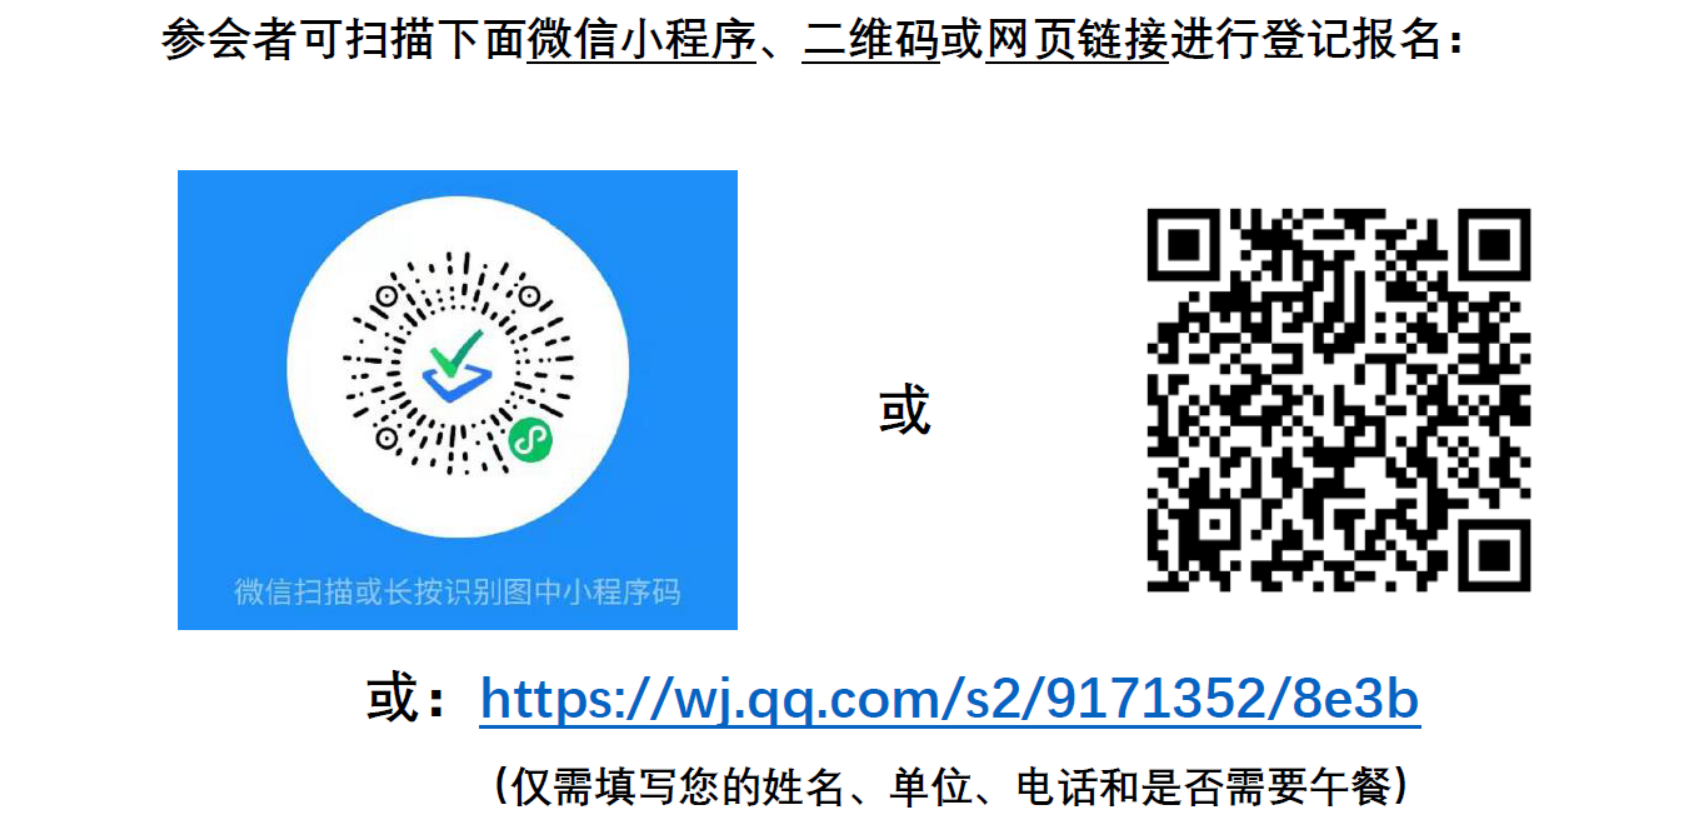 参会者可扫描下面微信小程序、二维码或网页链接进行登记报名：
或
微信扫描或长按识别图中小程序码
或：https://wj.qq.com/s2/9171352/8e3b
（仅需填写您的姓名、单位、电话和是否需要午餐）